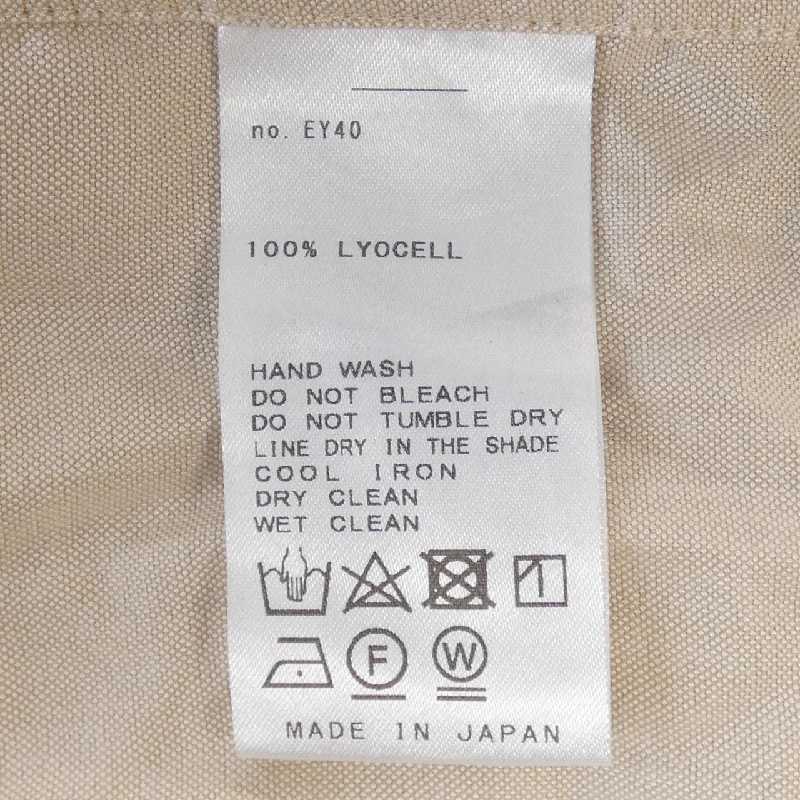 no. EY40
100% LYOCELL
HAND WASH
DO NOT BLEACH
DO NOT TUMBLE DRY
LINE DRY IN THE SHADE
COOL IRON
DRY CLEAN
WET CLEAN
F W
MADE IN JAPAN